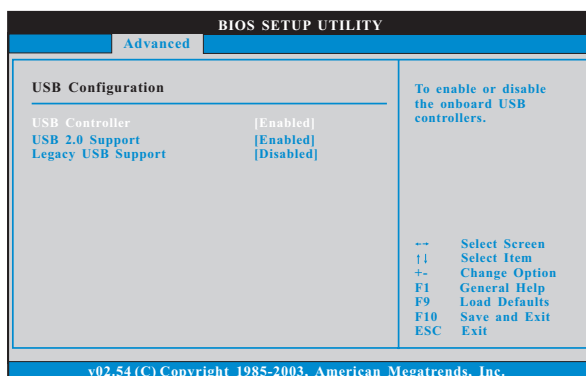 BIOS SETUP UTILITY
Advanced
USB Configuration
USB Controller [Enabled]
USB 2.0 Support [Enabled]
Legacy USB Support [Disabled]
To enable or disable
the onboard USB
controllers.
←→ Select Screen
↑↓ Select Item
+- Change Option
F1 General Help
F9 Load Defaults
F10 Save and Exit
ESC Exit
v02.54 (C) Copyright 1985-2003, American Megatrends, Inc.